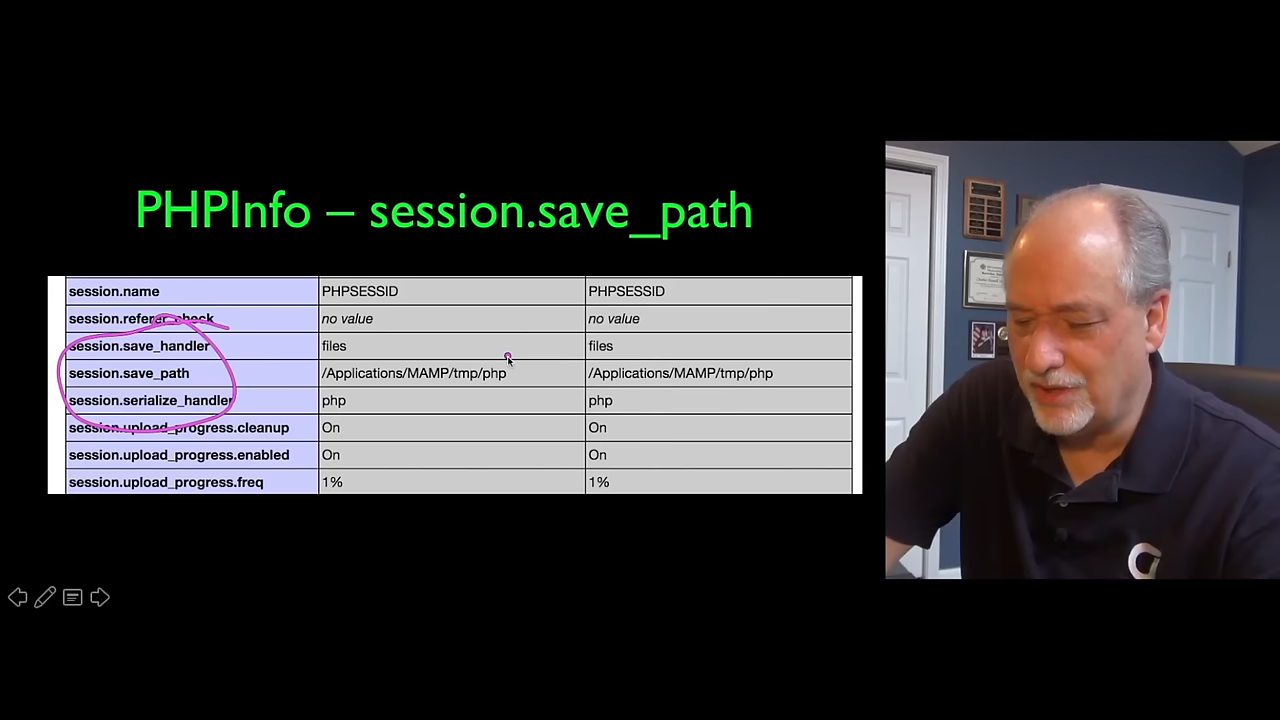 PHPInfo – session.save_path
session.name PHPSESSID PHPSESSID
session.referer_check no value no value
session.save_handler files files
session.save_path /Applications/MAMP/tmp/php /Applications/MAMP/tmp/php
session.serialize_handler php php
session.upload_progress.cleanup On On
session.upload_progress.enabled On On
session.upload_progress.freq 1% 1%